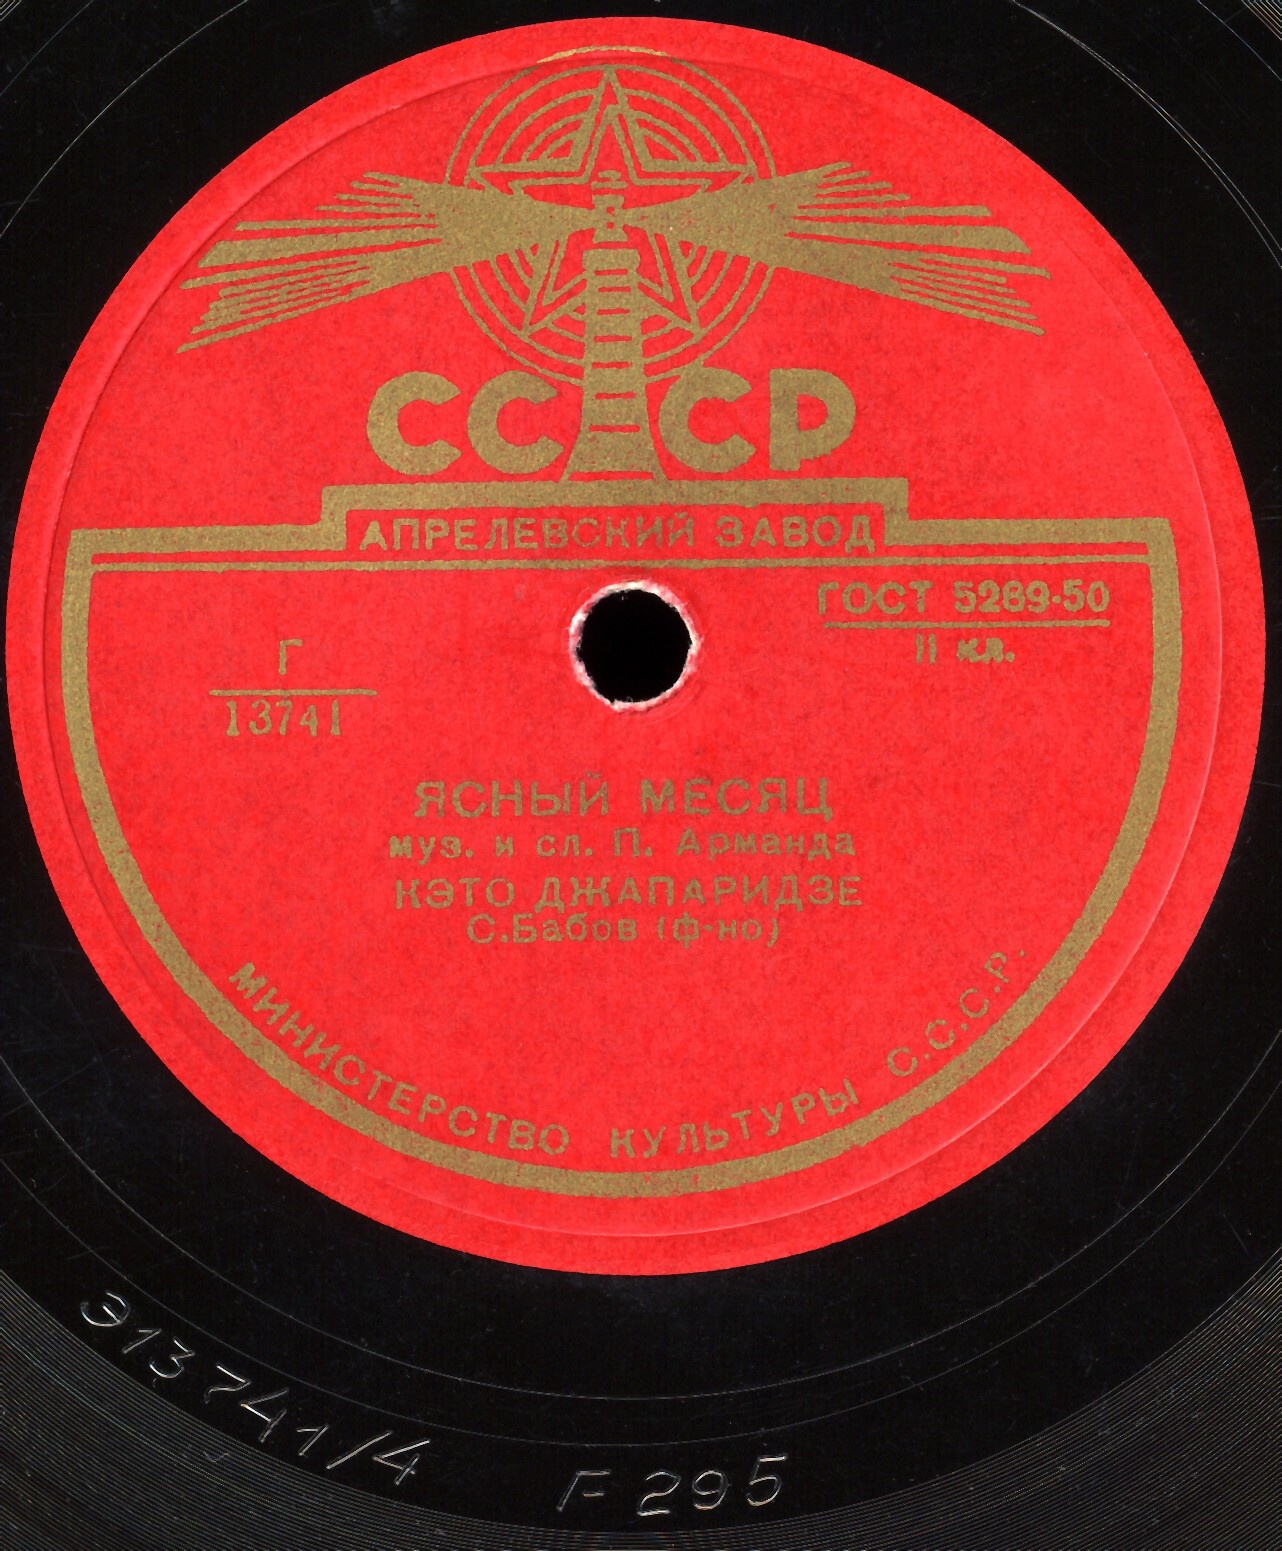 СССР
АПРЕЛЕВСКИЙ ЗАВОД
ГОСТ 5289-50
II кл.
Г
13741
ЯСНЫЙ МЕСЯЦ
муз. и сл. П. Арманда
КЭТО ДЖАПАРИДЗЕ
С.Бабов (ф-но)
МИНИСТЕРСТВО КУЛЬТУРЫ С.С.С.Р.
Э13741/4 F 295